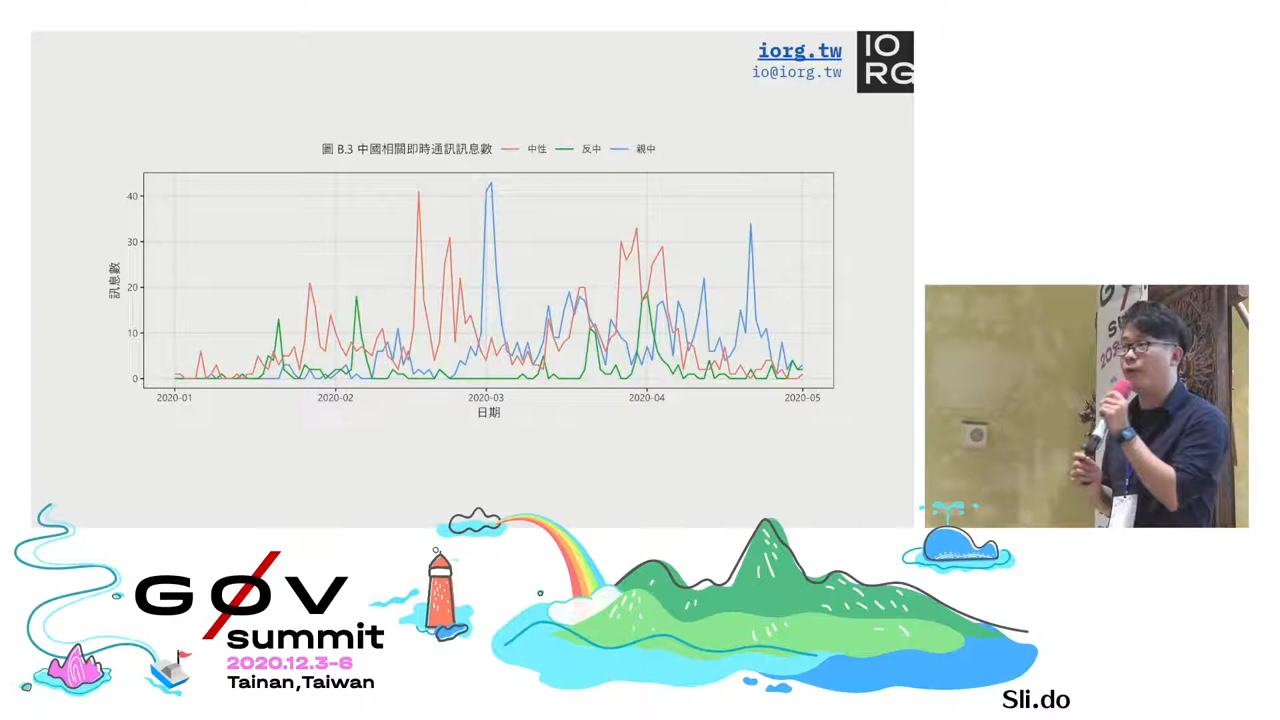 iorg.tw
io@iorg.tw
IO
RG
圖 B.3 中國相關即時通訊訊息數 中性 反中 親中
訊息數
40
30
20
10
0
2020-01 2020-02 2020-03 2020-04 2020-05
日期
GØV
summit
2020.12.3-6
Tainan,Taiwan
Sli.do